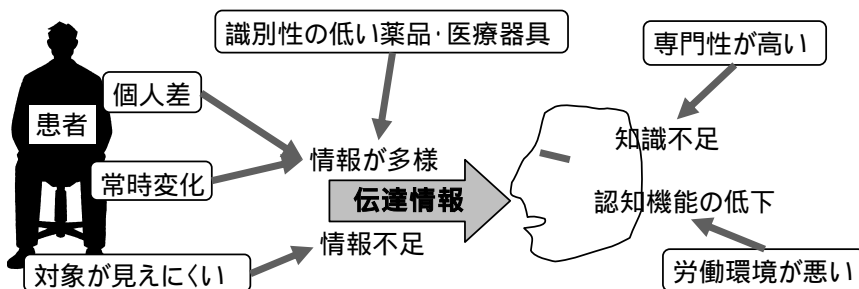 識別性の低い薬品･医療器具
専門性が高い
個人差
患者
知識不足
情報が多様
常時変化
伝達情報
認知機能の低下
情報不足
対象が見えにくい
労働環境が悪い